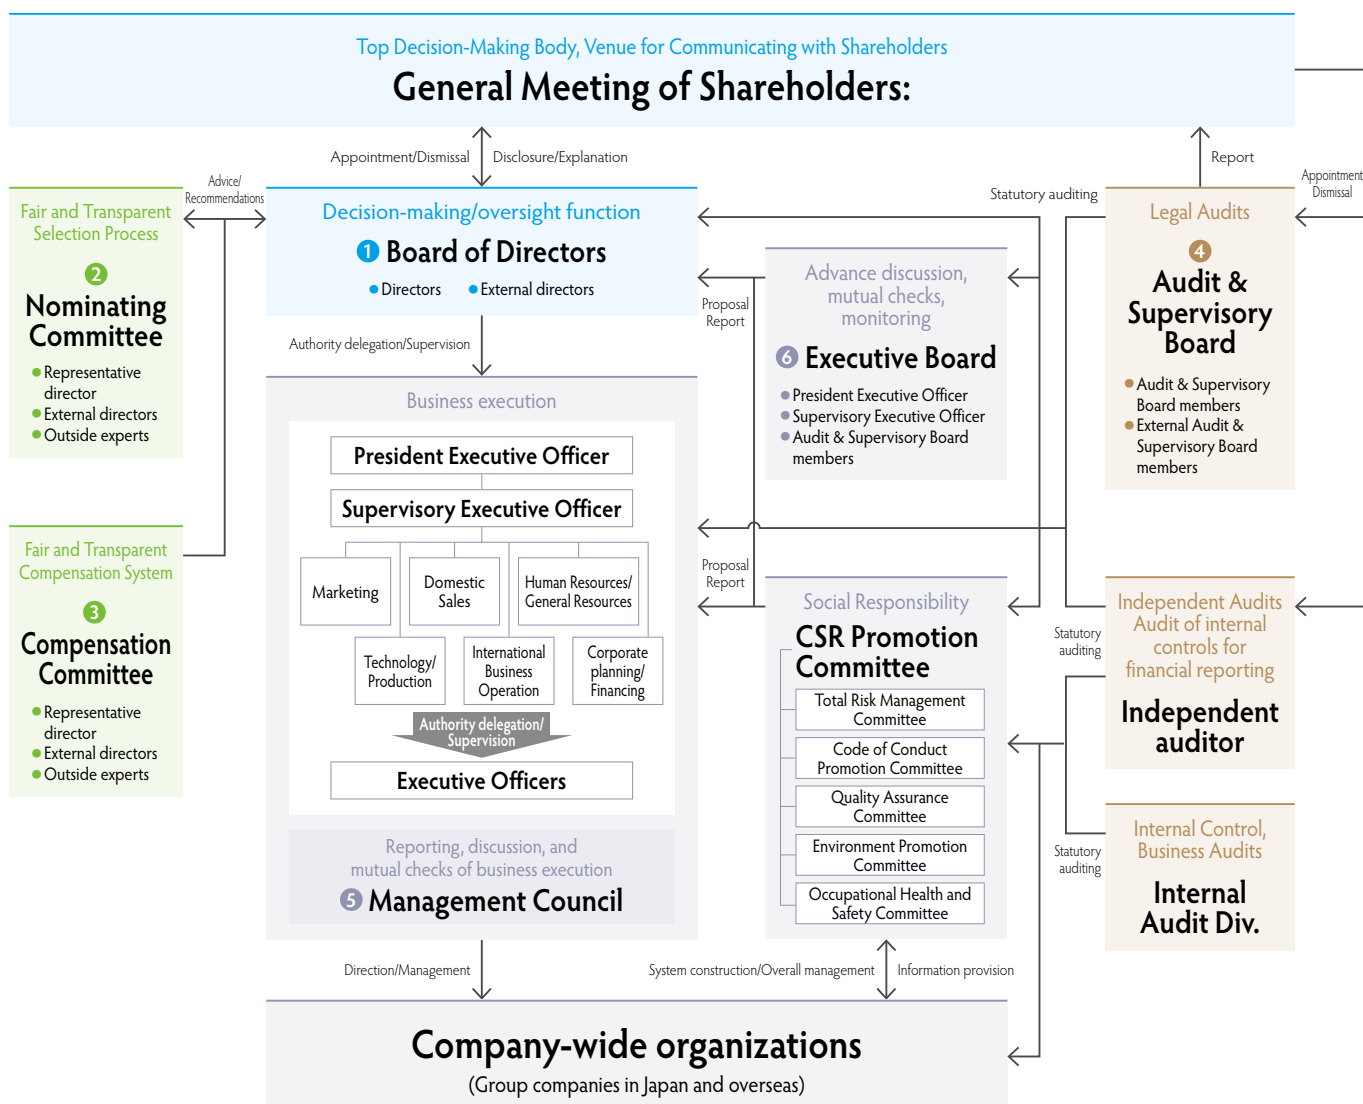 Top Decision-Making Body, Venue for Communicating with Shareholders
General Meeting of Shareholders:
Appointment/Dismissal
Disclosure/Explanation
Report
Appointment
Dismissal
Advice/
Recommendations
Statutory auditing
Fair and Transparent
Selection Process
2
Nominating
Committee
Representative
director
External directors
Outside experts
Decision-making/oversight function
1 Board of Directors
Directors
External directors
Proposal
Report
Advance discussion,
mutual checks,
monitoring
6 Executive Board
President Executive Officer
Supervisory Executive Officer
Audit & Supervisory Board
members
Legal Audits
4
Audit &
Supervisory
Board
Audit & Supervisory
Board members
External Audit &
Supervisory Board
members
Authority delegation/Supervision
Business execution
President Executive Officer
Supervisory Executive Officer
Marketing
Domestic
Sales
Human Resources/
General Resources
Technology/
Production
International
Business
Operation
Corporate
planning/
Financing
Authority delegation/
Supervision
Executive Officers
Reporting, discussion, and
mutual checks of business execution
5 Management Council
Fair and Transparent
Compensation System
3
Compensation
Committee
Representative
director
External directors
Outside experts
Proposal
Report
Social Responsibility
CSR Promotion
Committee
Total Risk Management
Committee
Code of Conduct
Promotion Committee
Quality Assurance
Committee
Environment Promotion
Committee
Occupational Health and
Safety Committee
Statutory
auditing
Independent Audits
Audit of internal
controls for
financial reporting
Independent
auditor
Statutory
auditing
Internal Control,
Business Audits
Internal
Audit Div.
Direction/Management
System construction/Overall management
Information provision
Company-wide organizations
(Group companies in Japan and overseas)